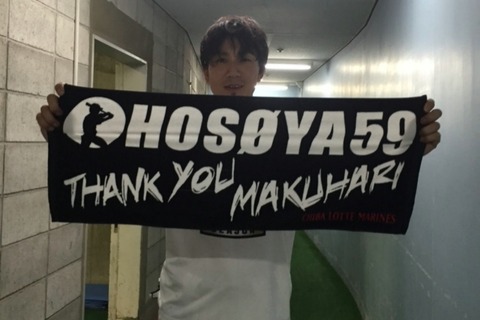 HOSØYA59
THANK YOU MAKUHARI
CHIBA LOTTE MARINES